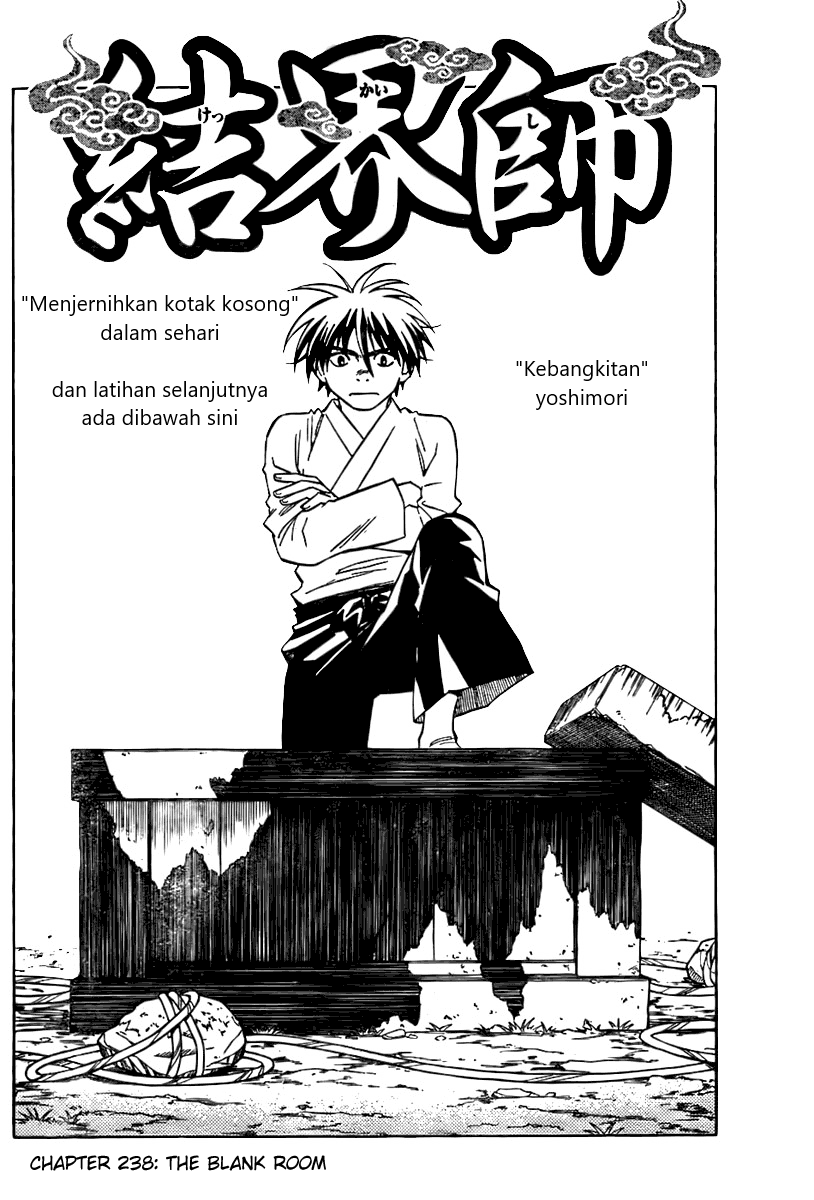 結界師
けっ かい し
"Menjernihkan kotak kosong"
dalam sehari
dan latihan selanjutnya
ada dibawah sini
"Kebangkitan"
yoshimori
CHAPTER 238: THE BLANK ROOM